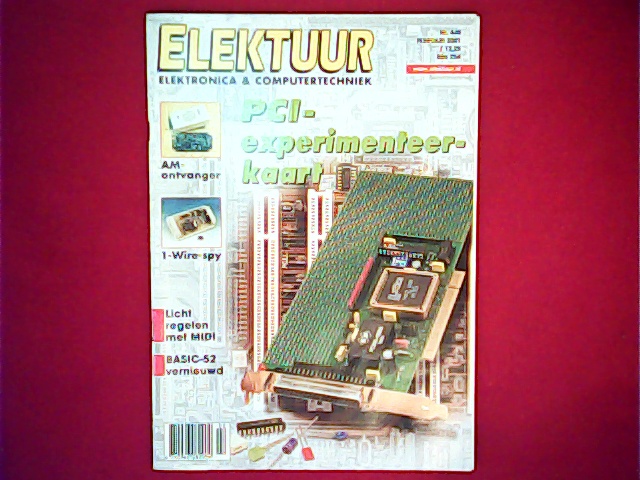 ELEKTUUR
ELEKTRONICA & COMPUTERTECHNIEK
PCI-
experimenteer-
kaart
AM-
ontvanger
1-Wire-spy
Licht
regelen
met MIDI
BASIC-52
vernieuwd